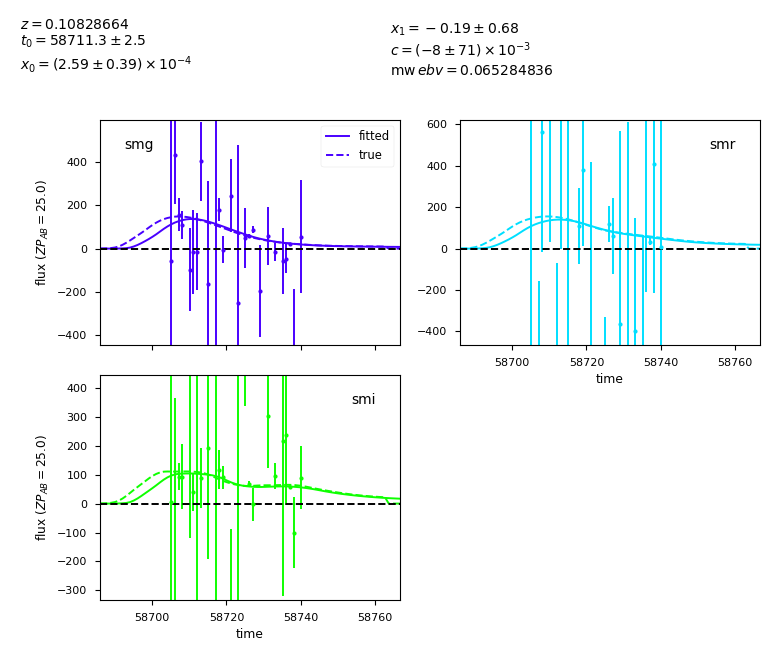 z = 0.10828664
t₀ = 58711.3 ± 2.5
x₀ = (2.59 ± 0.39) × 10⁻⁴
x₁ = −0.19 ± 0.68
c = (−8 ± 71) × 10⁻³
mw ebv = 0.065284836
smg
fitted
true
400
200
0
−200
−400
flux (ZP_AB = 25.0)
smr
600
400
200
0
−200
−400
58700 58720 58740 58760
time
smi
400
300
200
100
0
−100
−200
−300
flux (ZP_AB = 25.0)
58700 58720 58740 58760
time